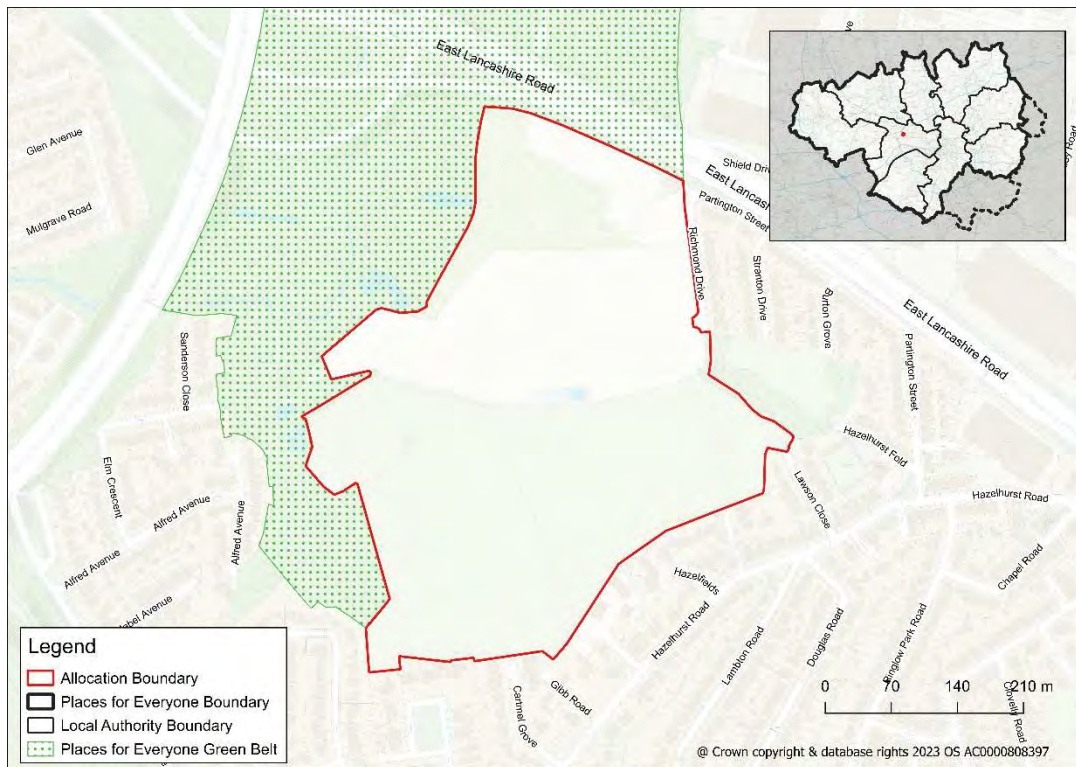 East Lancashire Road
Glen Avenue
Mulgrave Road
Shield
East
Partington Street
Richmond Drive
Stranton Drive
Burton Grove
East Lancashire Road
Partington Street
Sanderson Close
Hazelhurst Fold
Elm Crescent
Lawson Close
Hazelhurst Road
Alfred Avenue
Alfred Avenue
Alfred Avenue
Chapel Road
Hazelfields
Hazelhurst Road
Lambton Road
Douglas Road
Ringlow Park Road
Clovelly Road
Gibb Road
Cartmel Grove
Avenue
Road
Legend
Allocation Boundary
Places for Everyone Boundary
Local Authority Boundary
Places for Everyone Green Belt
0 70 140 210 m
@ Crown copyright & database rights 2023 OS AC0000808397